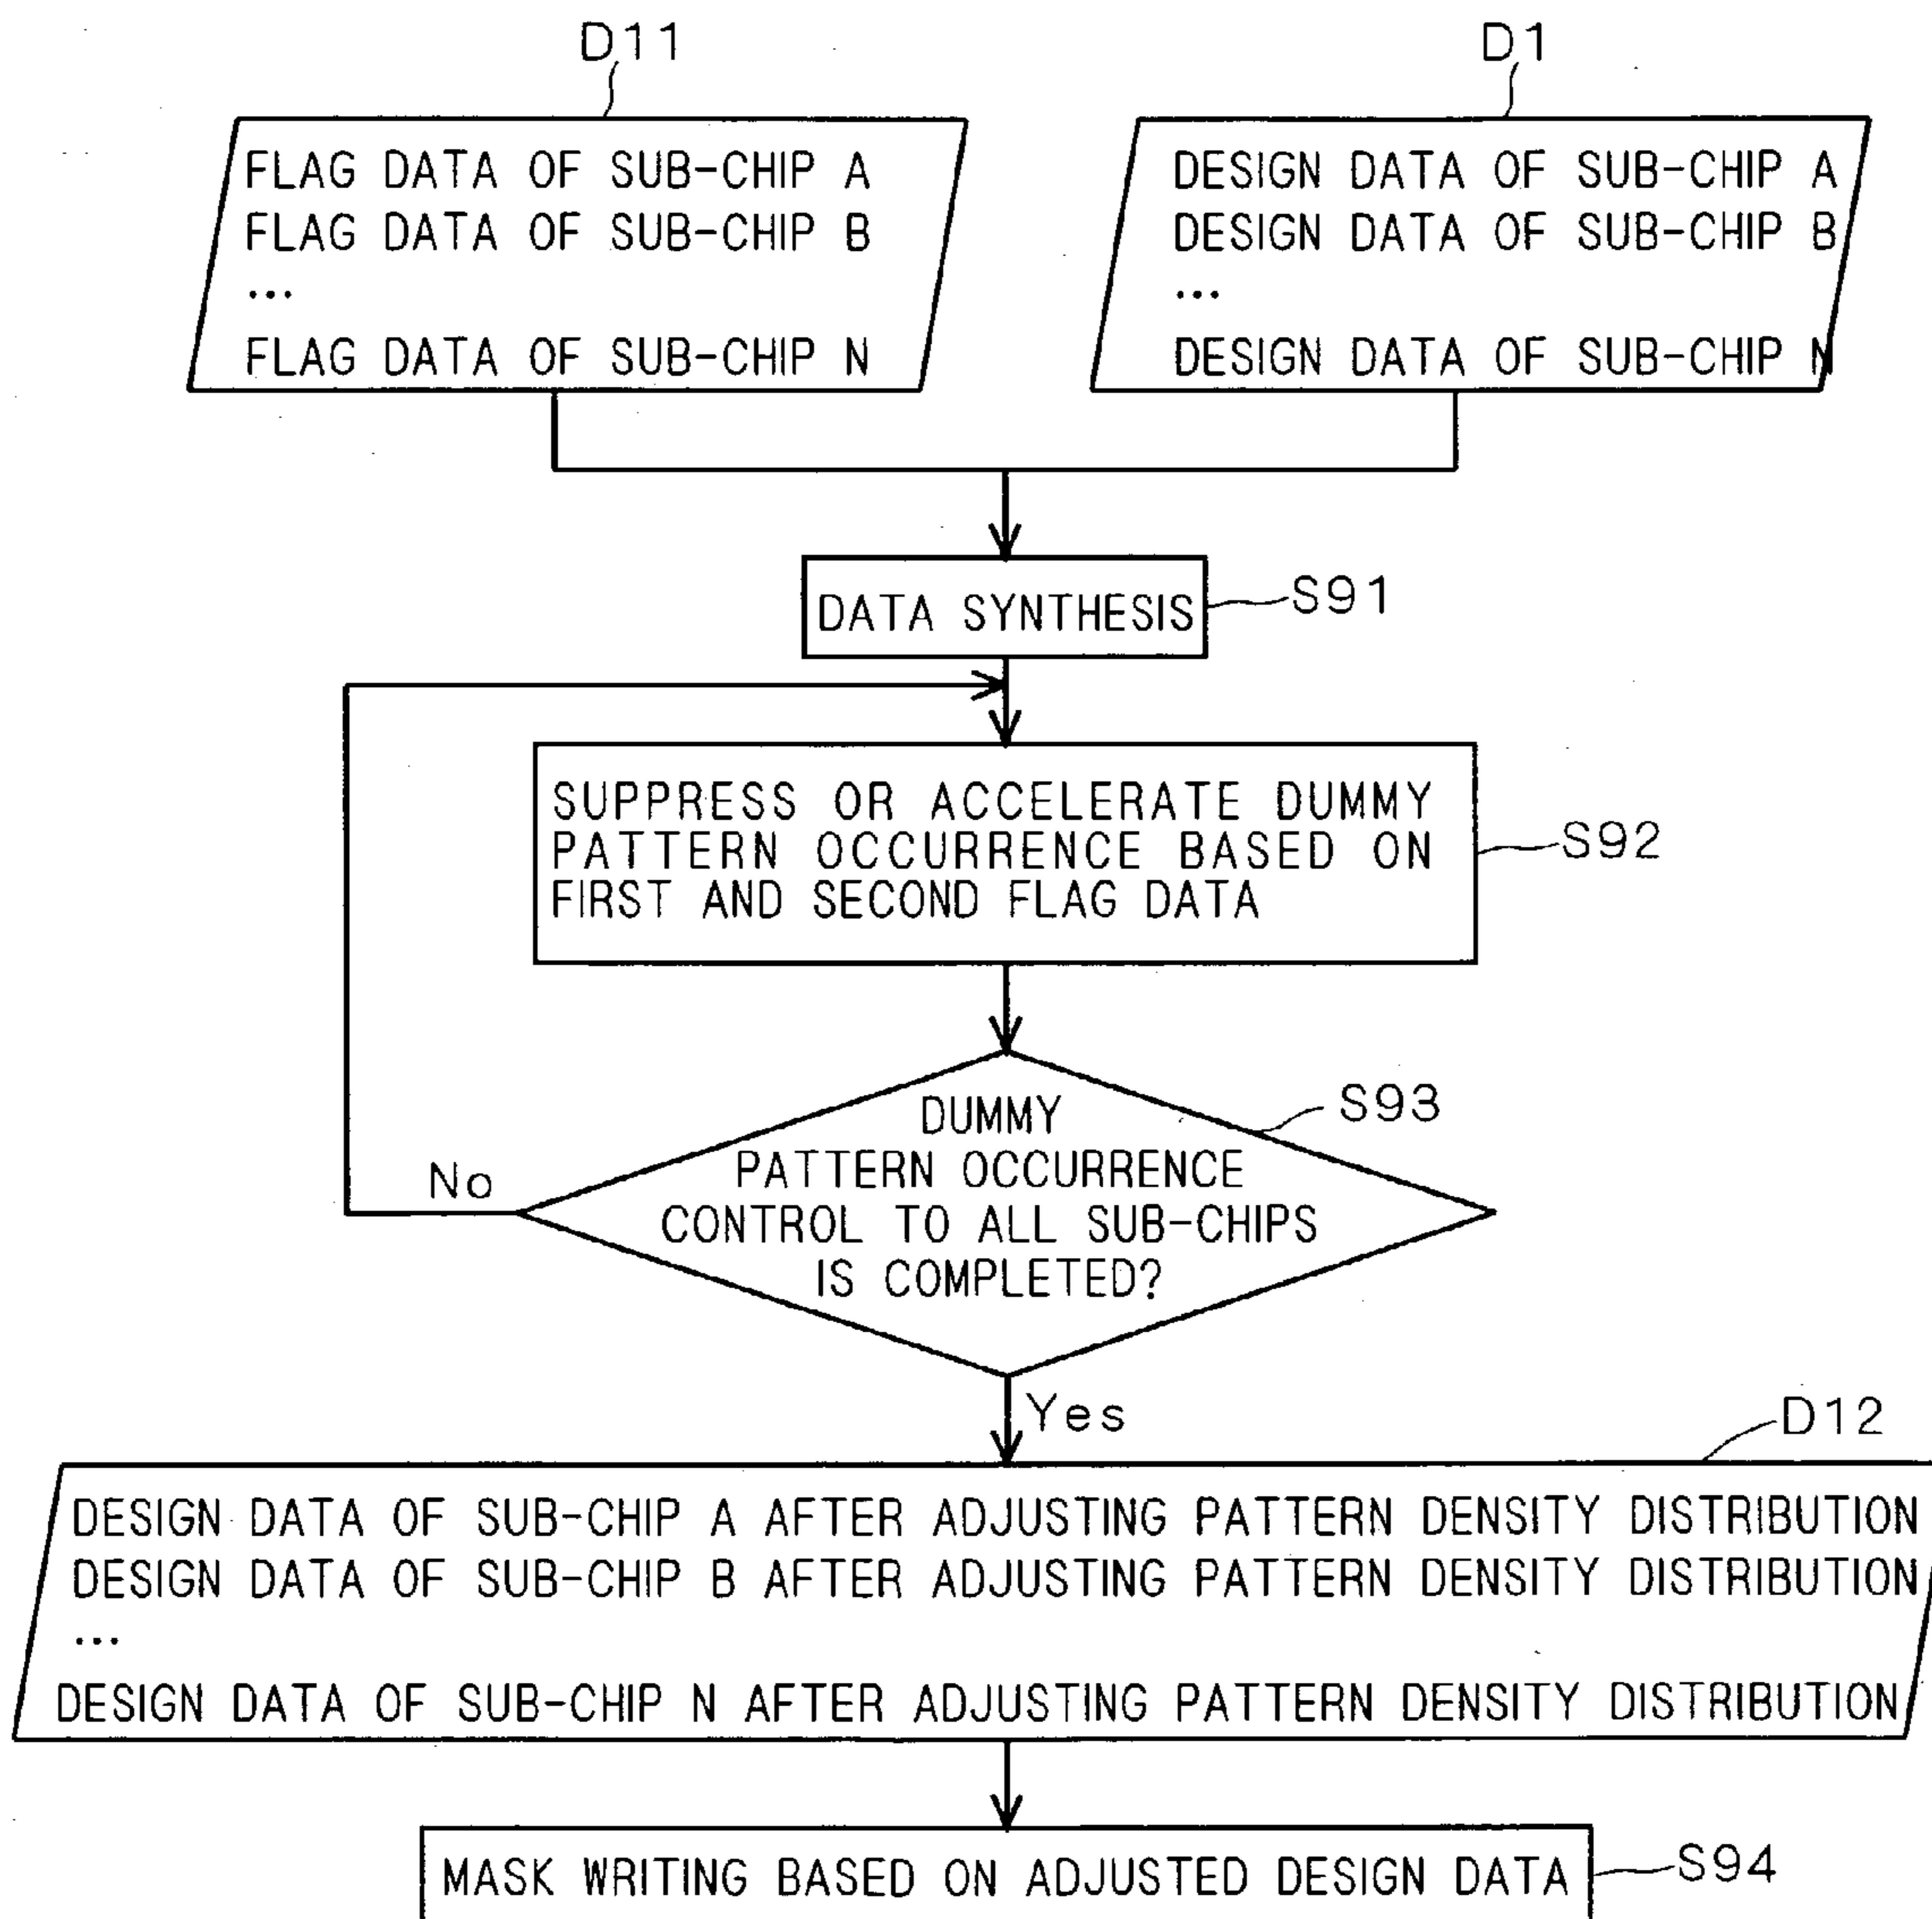 D11
D1
FLAG DATA OF SUB-CHIP A
FLAG DATA OF SUB-CHIP B
...
FLAG DATA OF SUB-CHIP N
DESIGN DATA OF SUB-CHIP A
DESIGN DATA OF SUB-CHIP B
...
DESIGN DATA OF SUB-CHIP N
DATA SYNTHESIS
S91
SUPPRESS OR ACCELERATE DUMMY
PATTERN OCCURRENCE BASED ON
FIRST AND SECOND FLAG DATA
S92
DUMMY
PATTERN OCCURRENCE
CONTROL TO ALL SUB-CHIPS
IS COMPLETED?
S93
No
Yes
D12
DESIGN DATA OF SUB-CHIP A AFTER ADJUSTING PATTERN DENSITY DISTRIBUTION
DESIGN DATA OF SUB-CHIP B AFTER ADJUSTING PATTERN DENSITY DISTRIBUTION
...
DESIGN DATA OF SUB-CHIP N AFTER ADJUSTING PATTERN DENSITY DISTRIBUTION
MASK WRITING BASED ON ADJUSTED DESIGN DATA
S94